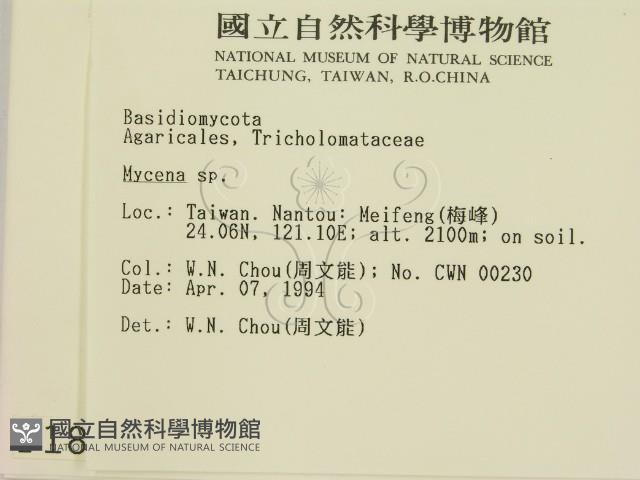 國立自然科學博物館
NATIONAL MUSEUM OF NATURAL SCIENCE
TAICHUNG, TAIWAN, R.O.CHINA
Basidiomycota
Agaricales, Tricholomataceae
Mycena sp.
Loc.: Taiwan. Nantou: Meifeng(梅峰)
24.06N, 121.10E; alt. 2100m; on soil.
Col.: W.N. Chou(周文能); No. CWN 00230
Date: Apr. 07, 1994
Det.: W.N. Chou(周文能)
國立自然科學博物館
NATIONAL MUSEUM OF NATURAL SCIENCE
18